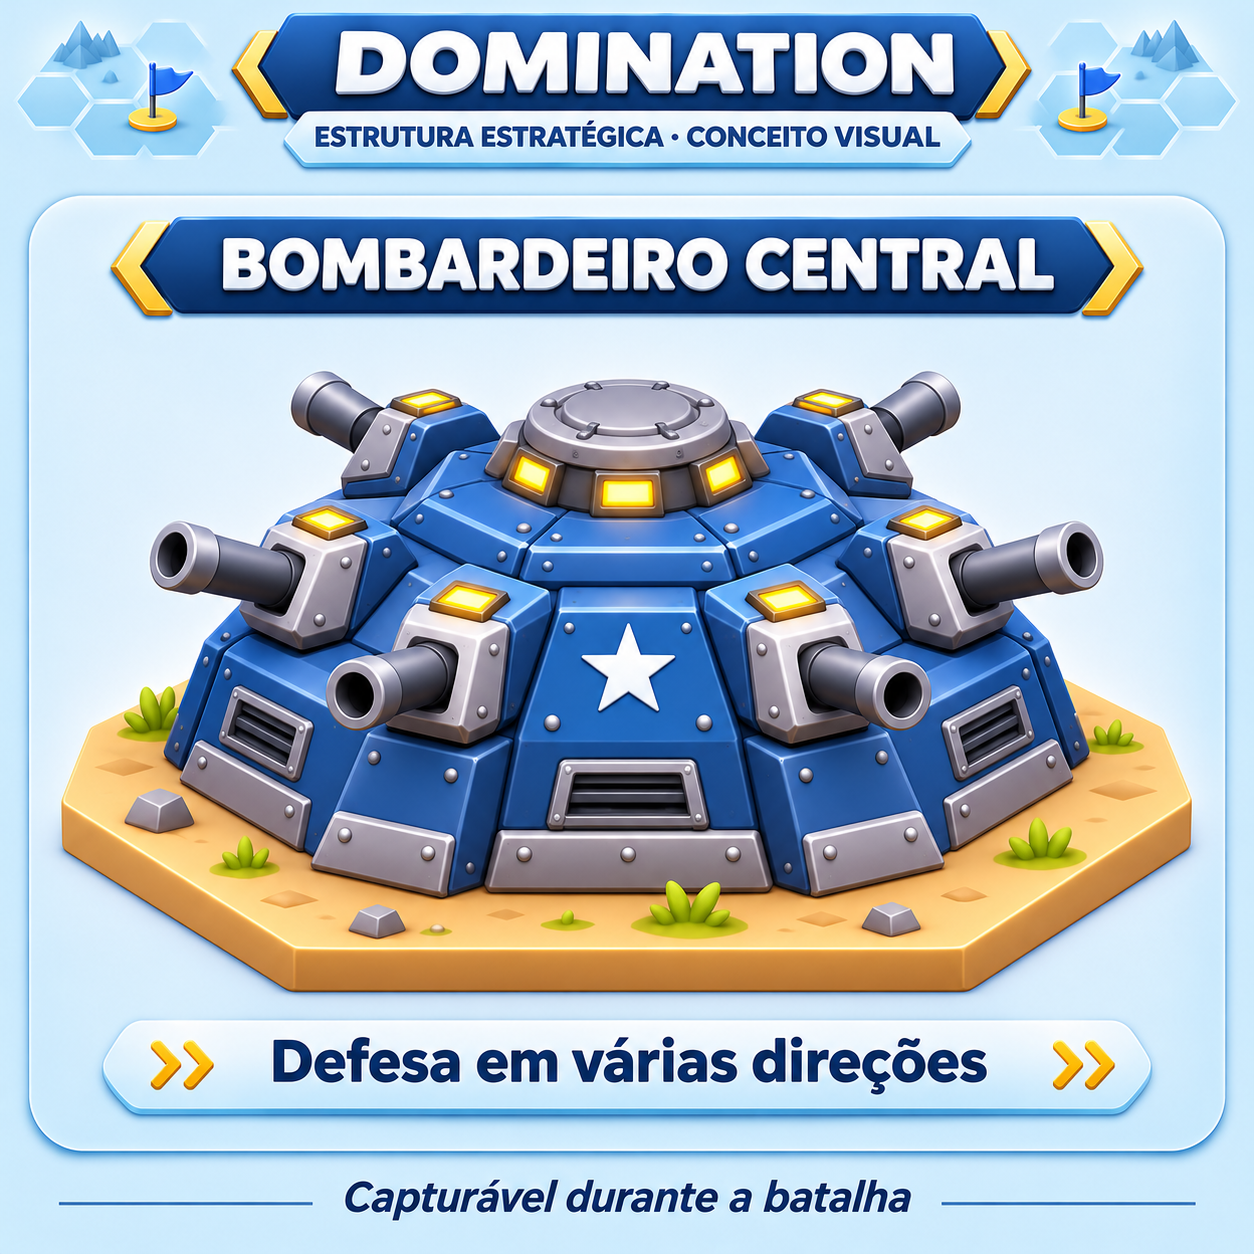 DOMINATION
ESTRUTURA ESTRATÉGICA · CONCEITO VISUAL
BOMBARDEIRO CENTRAL
Defesa em várias direções
Capturável durante a batalha